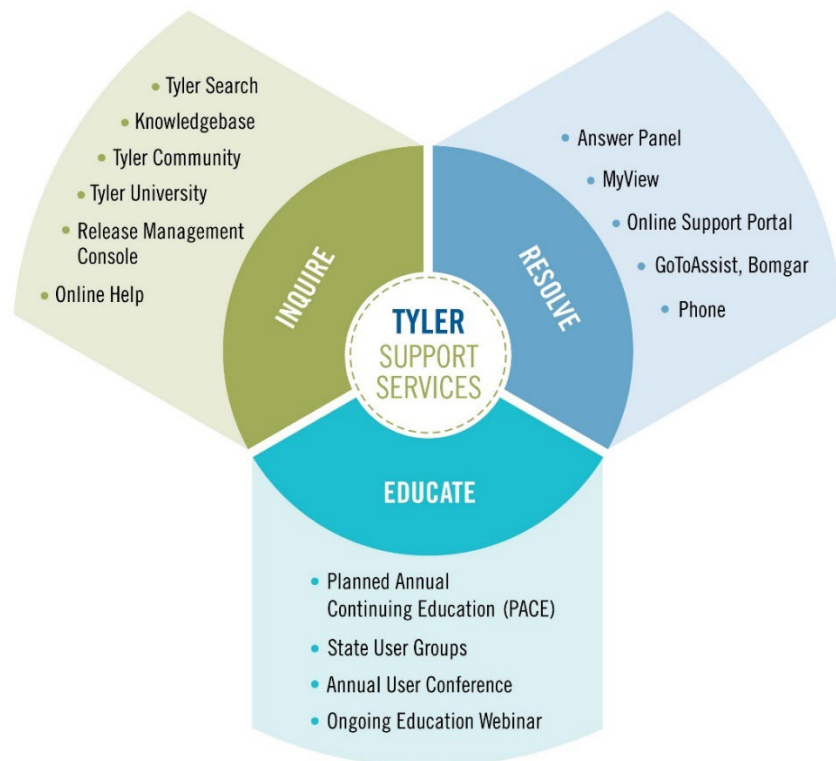 Tyler Search
Knowledgebase
Tyler Community
Tyler University
Release Management
Console
Online Help
INQUIRE
Answer Panel
MyView
Online Support Portal
GoToAssist, Bomgar
Phone
RESOLVE
TYLER
SUPPORT
SERVICES
EDUCATE
Planned Annual
Continuing Education (PACE)
State User Groups
Annual User Conference
Ongoing Education Webinar